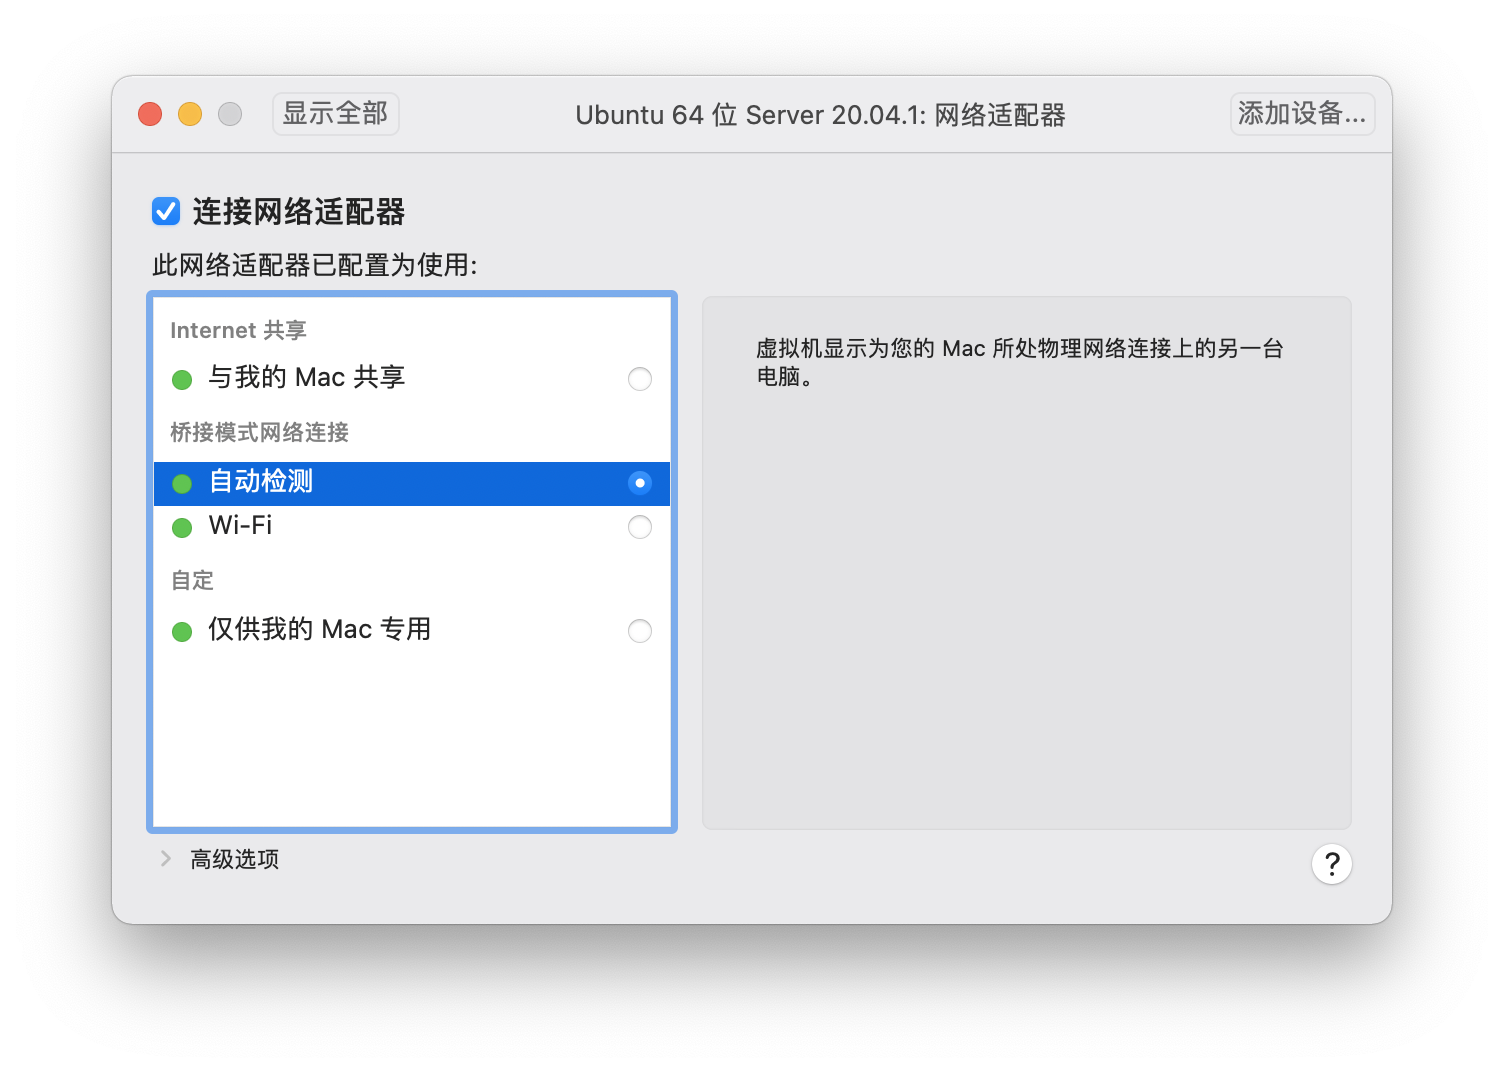 显示全部
Ubuntu 64 位 Server 20.04.1: 网络适配器
添加设备...
连接网络适配器
此网络适配器已配置为使用:
Internet 共享
与我的 Mac 共享
桥接模式网络连接
自动检测
Wi-Fi
自定
仅供我的 Mac 专用
虚拟机显示为您的 Mac 所处物理网络连接上的另一台
电脑。
高级选项
?